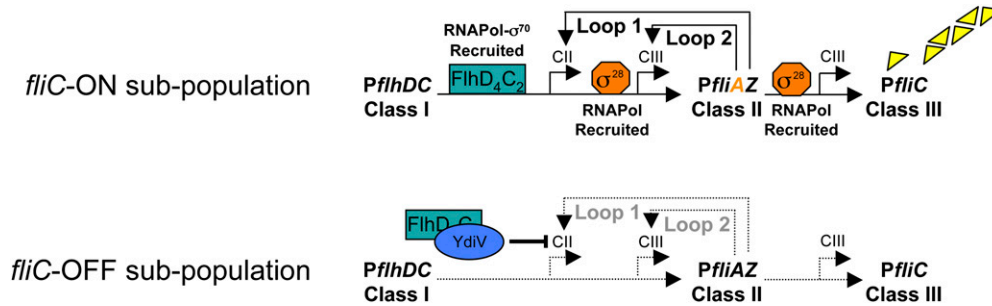 RNAPol-σ⁷⁰
Recruited
Loop 1
Loop 2
CII
CIII
CIII
fliC-ON sub-population
FlhD₄C₂
σ²⁸
σ²⁸
PflhDC
Class I
RNAPol
Recruited
PfliAZ
Class II
RNAPol
Recruited
PfliC
Class III
Loop 1
Loop 2
FlhD
YdiV
CII
CIII
CIII
fliC-OFF sub-population
PflhDC
Class I
PfliAZ
Class II
PfliC
Class III